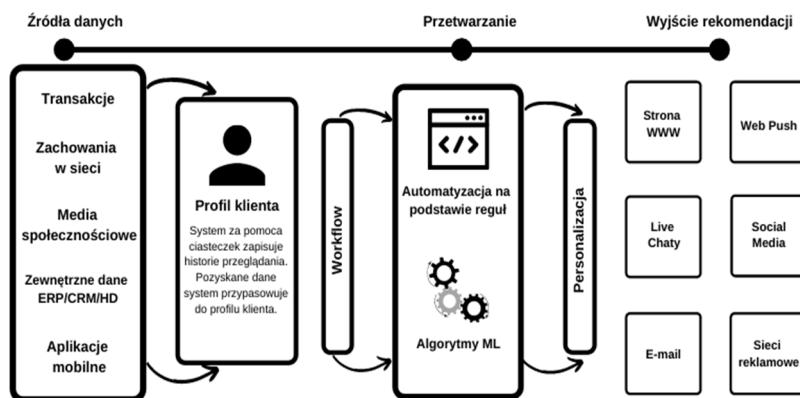 Źródła danych
Przetwarzanie
Wyjście rekomendacji
Transakcje
Zachowania
w sieci
Media
społecznościowe
Zewnętrzne dane
ERP/CRM/HD
Aplikacje
mobilne
Profil klienta
System za pomoca
ciasteczek zapisuje
historie przeglądania.
Pozyskane dane
system przypasowuje
do profilu klienta.
Workflow
Automatyzacja na
podstawie reguł
Algorytmy ML
Personalizacja
Strona
WWW
Web Push
Live
Chaty
Social
Media
E-mail
Sieci
reklamowe